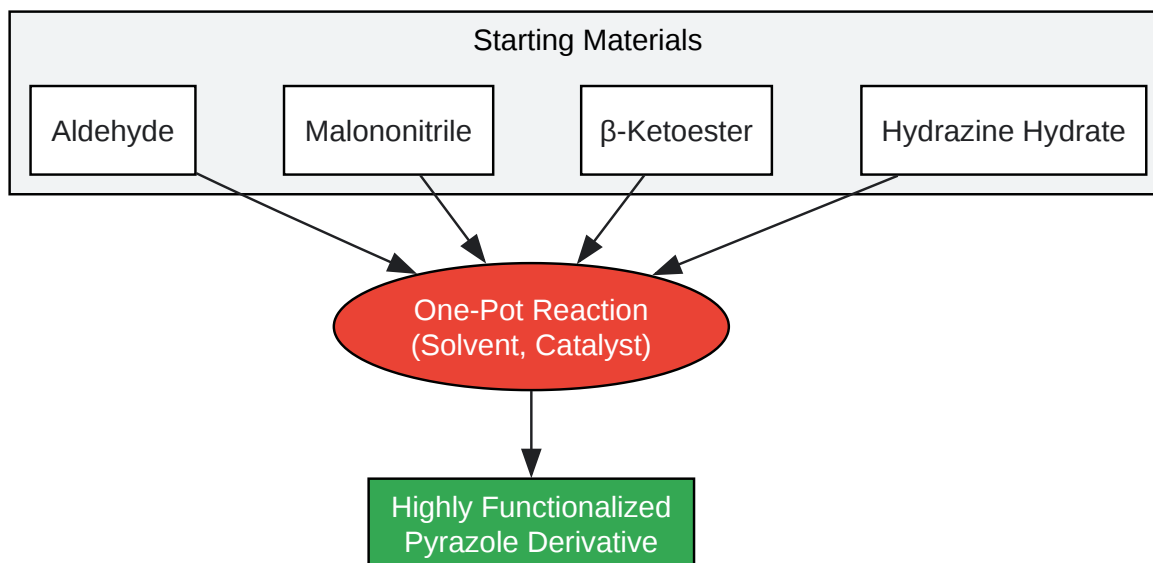 Starting Materials
Aldehyde
Malononitrile
β-Ketoester
Hydrazine Hydrate
One-Pot Reaction
(Solvent, Catalyst)
Highly Functionalized
Pyrazole Derivative